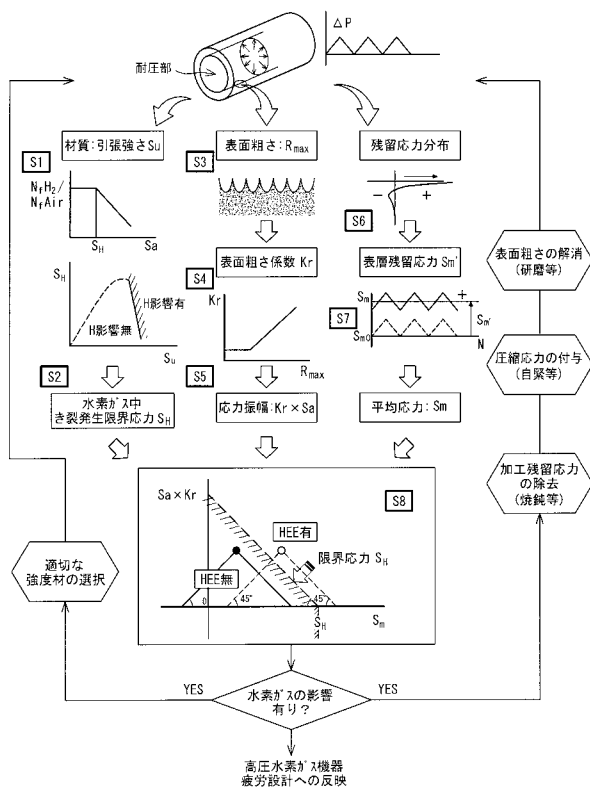 ΔP
耐圧部
材質:引張強さSu
表面粗さ:Rmax
残留応力分布
S1
S3
NfH2/
NfAir
SH
Sa
− +
S6
表面粗さ係数 Kr
表層残留応力 Sm'
S4
SH
H影響有
H影響無
Su
Kr
Rmax
S7
Sm
Sm0
+
Sm'
N
S2
S5
水素ガス中
き裂発生限界応力 SH
応力振幅:Kr×Sa
平均応力:Sm
S8
Sa×Kr
HEE有
HEE無
限界応力 SH
0
45°
45°
SH
Sm
適切な
強度材の選択
表面粗さの解消
(研磨等)
圧縮応力の付与
(自緊等)
加工残留応力
の除去
(焼鈍等)
YES
水素ガスの影響
有り?
YES
高圧水素ガス機器
疲労設計への反映